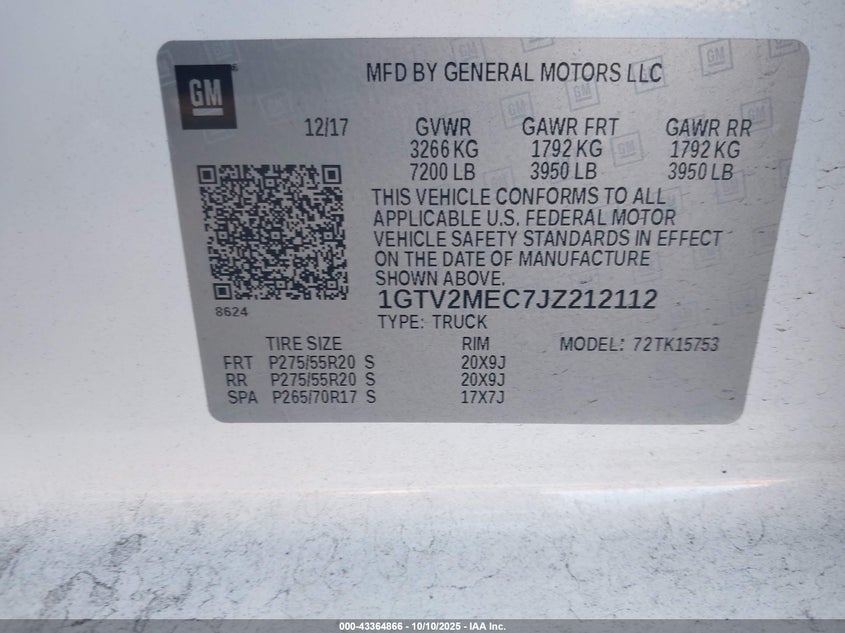 GM
MFD BY GENERAL MOTORS LLC
12/17 GVWR GAWR FRT GAWR RR
3266 KG 1792 KG 1792 KG
7200 LB 3950 LB 3950 LB
THIS VEHICLE CONFORMS TO ALL
APPLICABLE U.S. FEDERAL MOTOR
VEHICLE SAFETY STANDARDS IN EFFECT
ON THE DATE OF MANUFACTURE
SHOWN ABOVE.
8624
1GTV2MEC7JZ212112
TYPE: TRUCK
TIRE SIZE RIM MODEL: 72TK15753
FRT P275/55R20 S 20X9J
RR P275/55R20 S 20X9J
SPA P265/70R17 S 17X7J
000-43364866 - 10/10/2025 - IAA Inc.